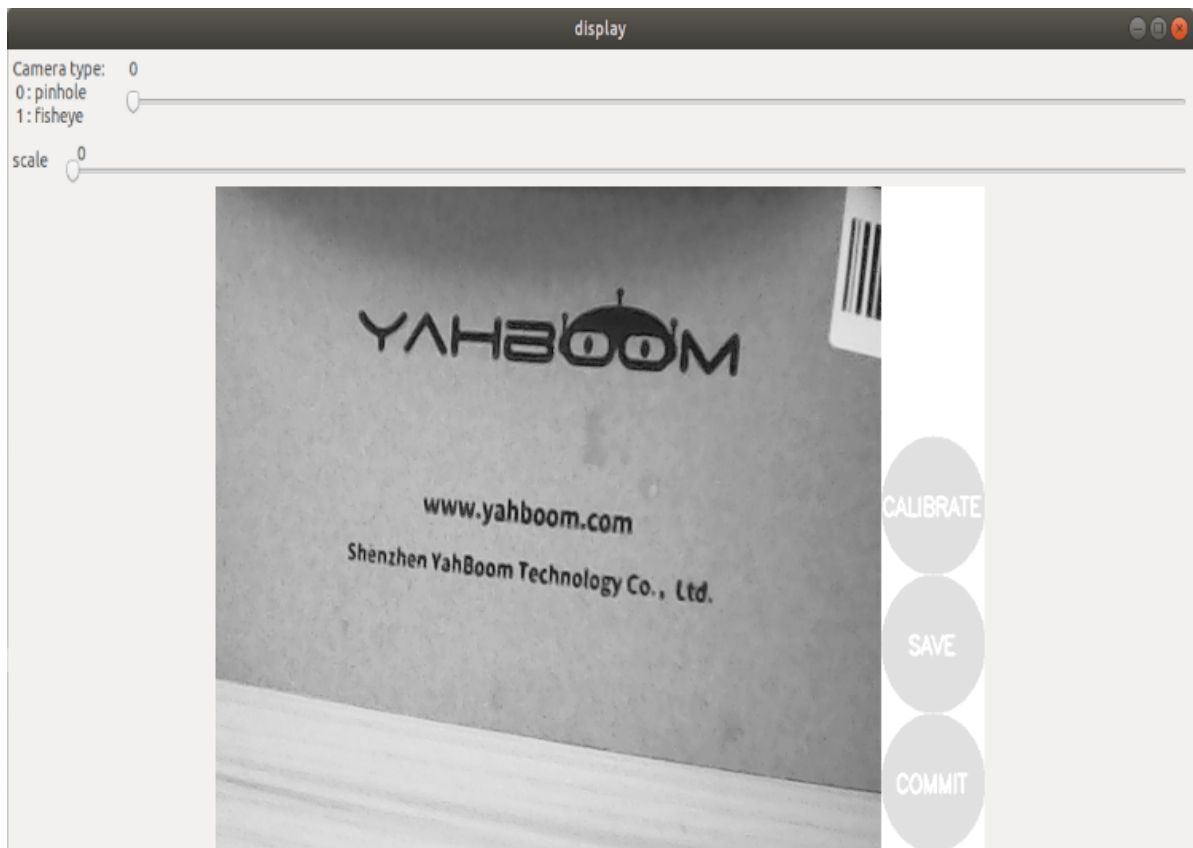 display
Camera type: 0
0 : pinhole
1 : fisheye
scale 0
YAHBOOM
www.yahboom.com
Shenzhen YahBoom Technology Co., Ltd.
CALIBRATE
SAVE
COMMIT